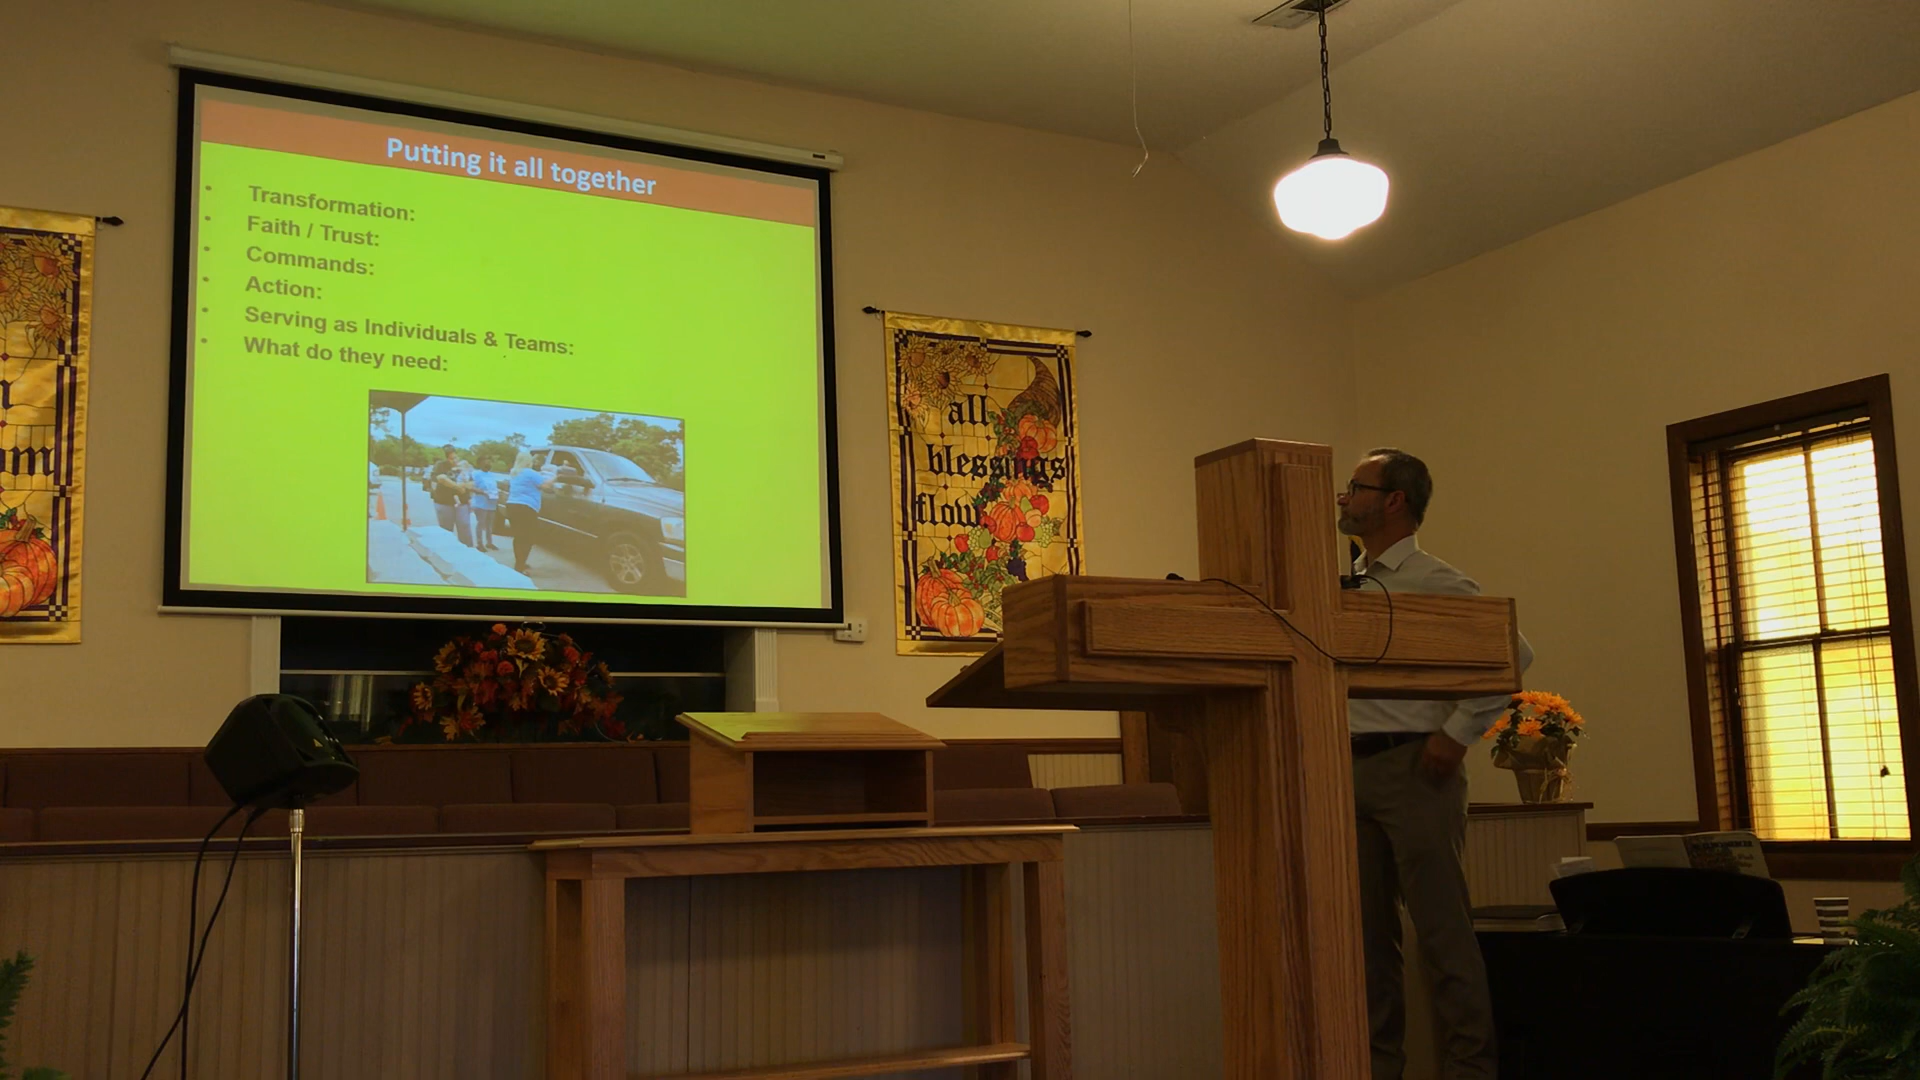 Putting it all together
• Transformation:
• Faith / Trust:
• Commands:
• Action:
• Serving as Individuals & Teams:
• What do they need:
all
blessings
flow